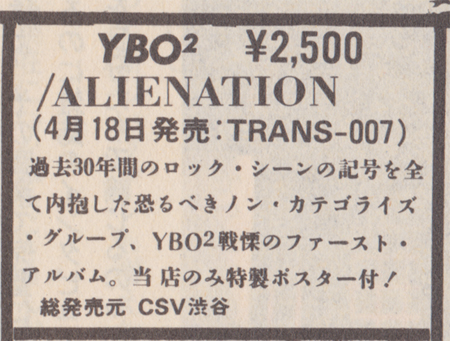 YBO² ¥2,500
/ALIENATION
(4月18日発売:TRANS-007)
過去30年間のロック・シーンの記号を全
て内抱した恐るべきノン・カテゴライズ
・グループ、YBO²戦慄のファースト・
アルバム。当店のみ特製ポスター付!
総発売元 CSV渋谷